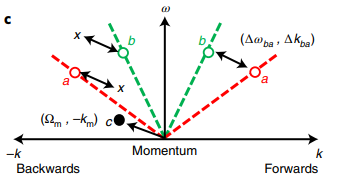 c
ω
x b b (Δω_ba , Δk_ba)
a x a
(Ω_m , −k_m) c
−k Momentum k
Backwards Forwards